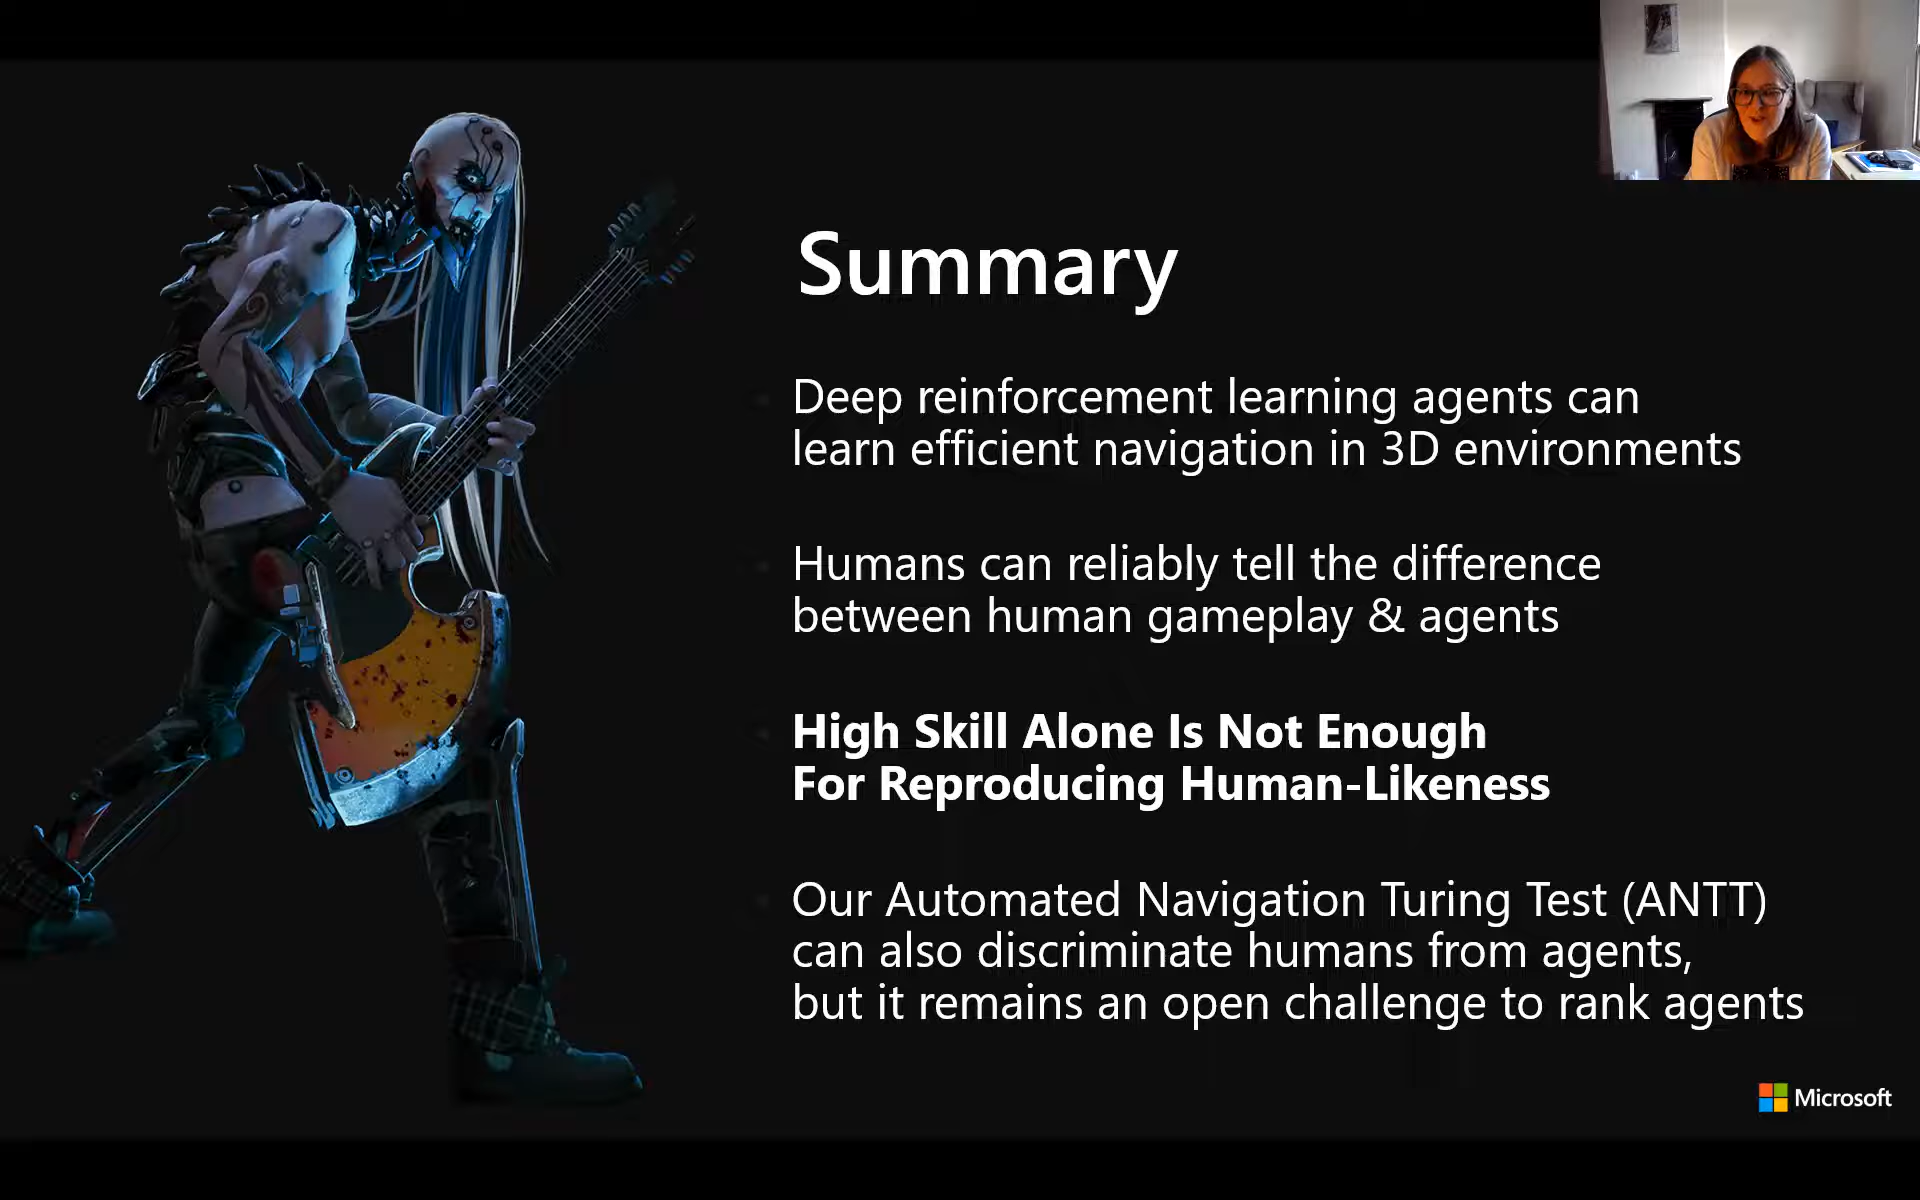 Summary
Deep reinforcement learning agents can
learn efficient navigation in 3D environments
Humans can reliably tell the difference
between human gameplay & agents
High Skill Alone Is Not Enough
For Reproducing Human-Likeness
Our Automated Navigation Turing Test (ANTT)
can also discriminate humans from agents,
but it remains an open challenge to rank agents
Microsoft